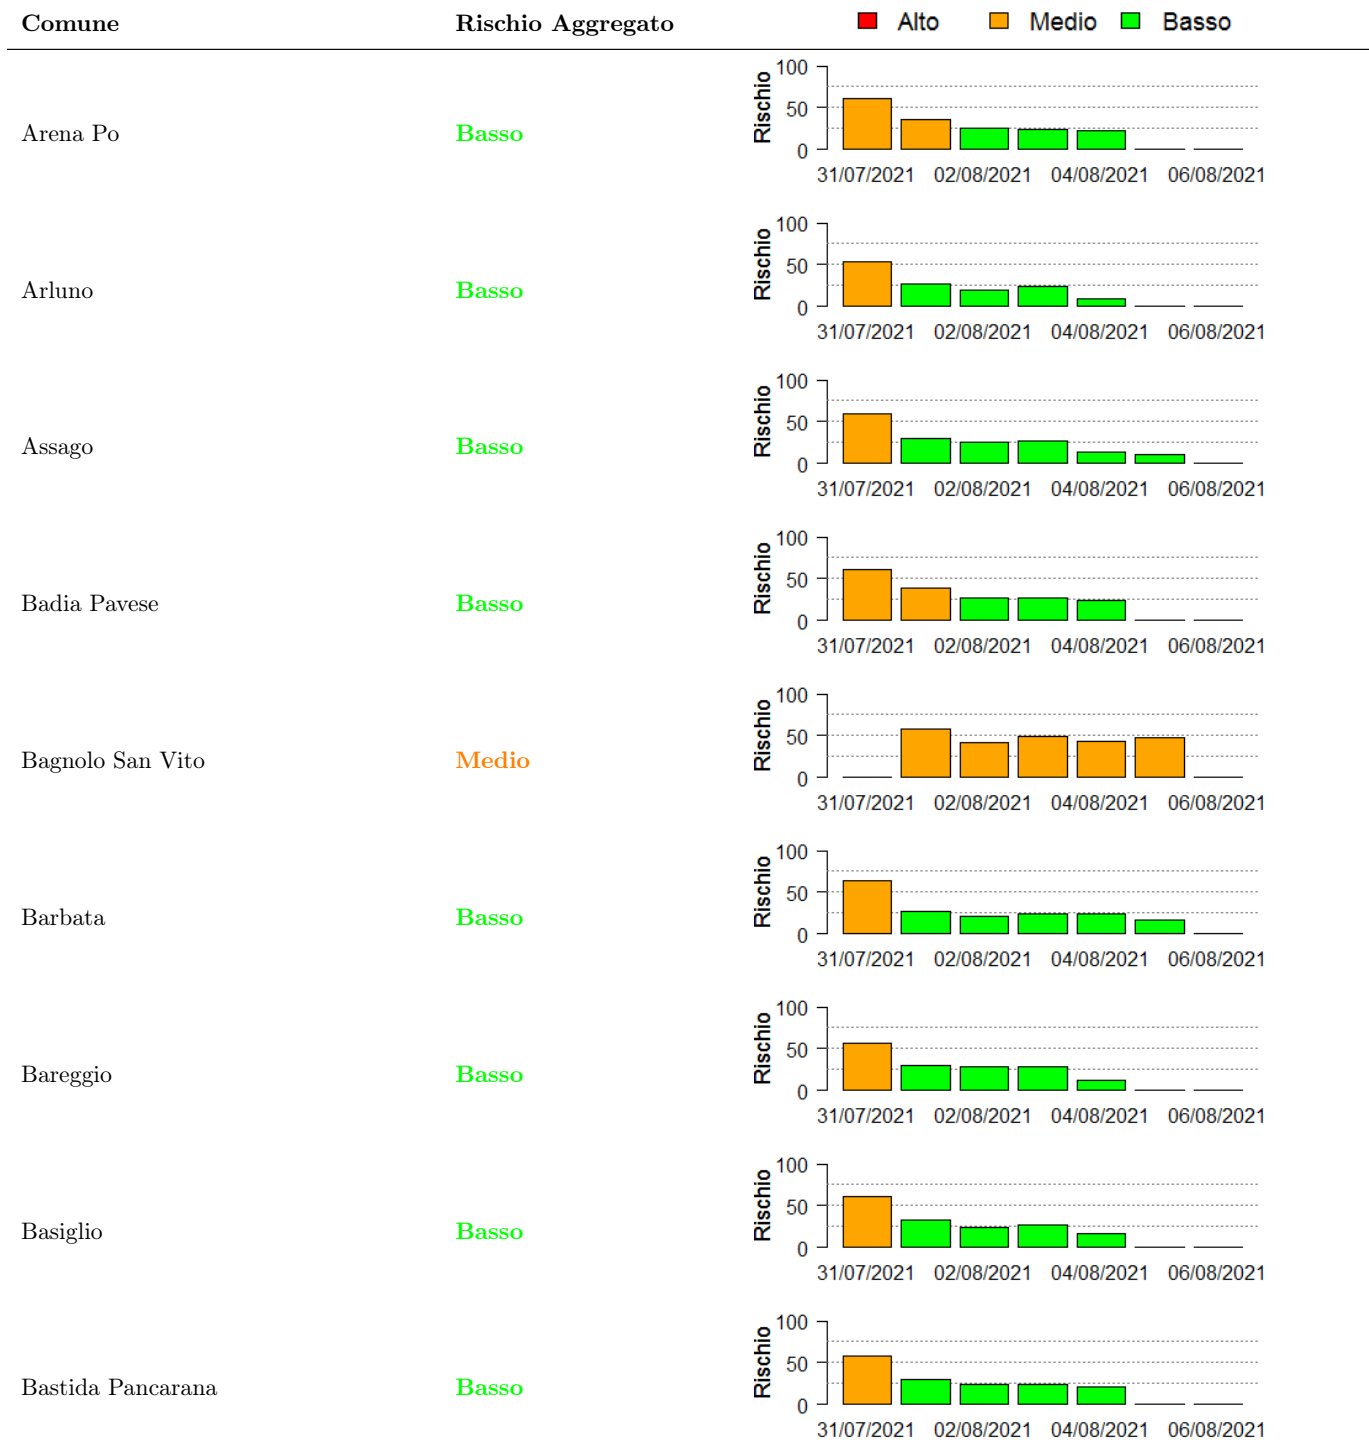 Comune Rischio Aggregato Alto Medio Basso
100
50
0
Rischio
Arena Po Basso
31/07/2021 02/08/2021 04/08/2021 06/08/2021
100
50
0
Rischio
Arluno Basso
31/07/2021 02/08/2021 04/08/2021 06/08/2021
100
50
0
Rischio
Assago Basso
31/07/2021 02/08/2021 04/08/2021 06/08/2021
100
50
0
Rischio
Badia Pavese Basso
31/07/2021 02/08/2021 04/08/2021 06/08/2021
100
50
0
Rischio
Bagnolo San Vito Medio
31/07/2021 02/08/2021 04/08/2021 06/08/2021
100
50
0
Rischio
Barbata Basso
31/07/2021 02/08/2021 04/08/2021 06/08/2021
100
50
0
Rischio
Bareggio Basso
31/07/2021 02/08/2021 04/08/2021 06/08/2021
100
50
0
Rischio
Basiglio Basso
31/07/2021 02/08/2021 04/08/2021 06/08/2021
100
50
0
Rischio
Bastida Pancarana Basso
31/07/2021 02/08/2021 04/08/2021 06/08/2021